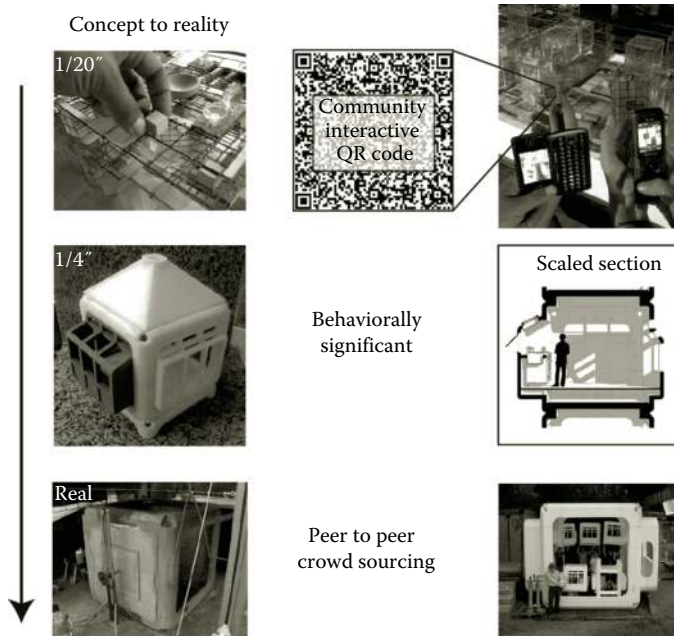 Concept to reality
1/20″
Community
interactive
QR code
1/4″
Behaviorally
significant
Scaled section
Real
Peer to peer
crowd sourcing